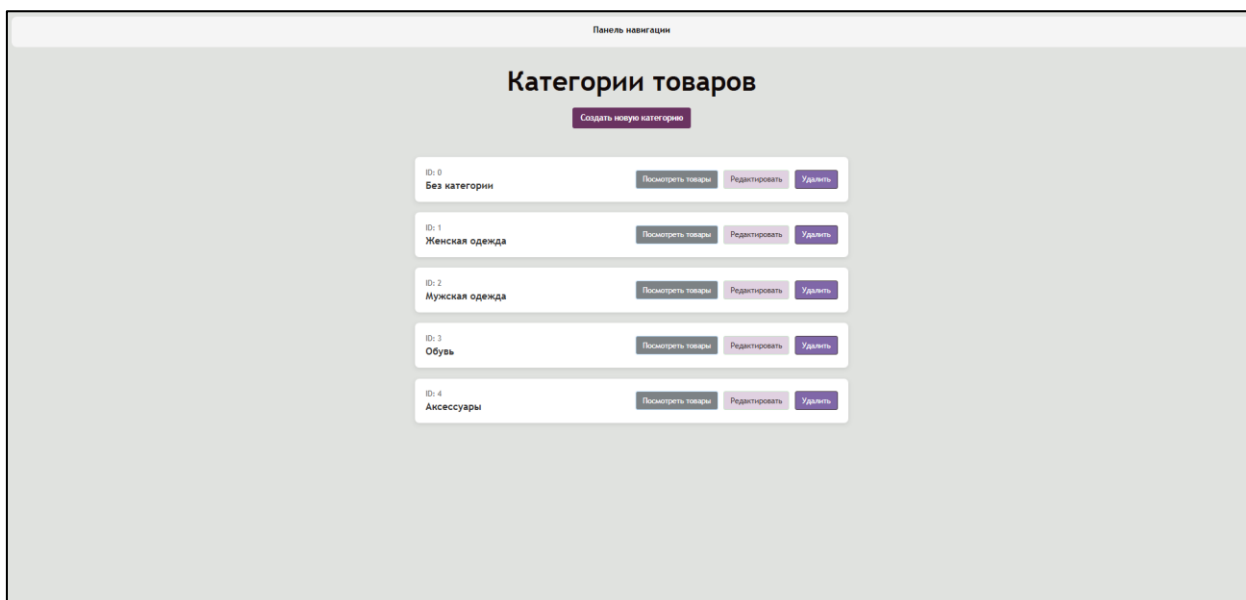 Панель навигации
Категории товаров
Создать новую категорию
ID: 0
Без категории
Посмотреть товары Редактировать Удалить
ID: 1
Женская одежда
Посмотреть товары Редактировать Удалить
ID: 2
Мужская одежда
Посмотреть товары Редактировать Удалить
ID: 3
Обувь
Посмотреть товары Редактировать Удалить
ID: 4
Аксессуары
Посмотреть товары Редактировать Удалить